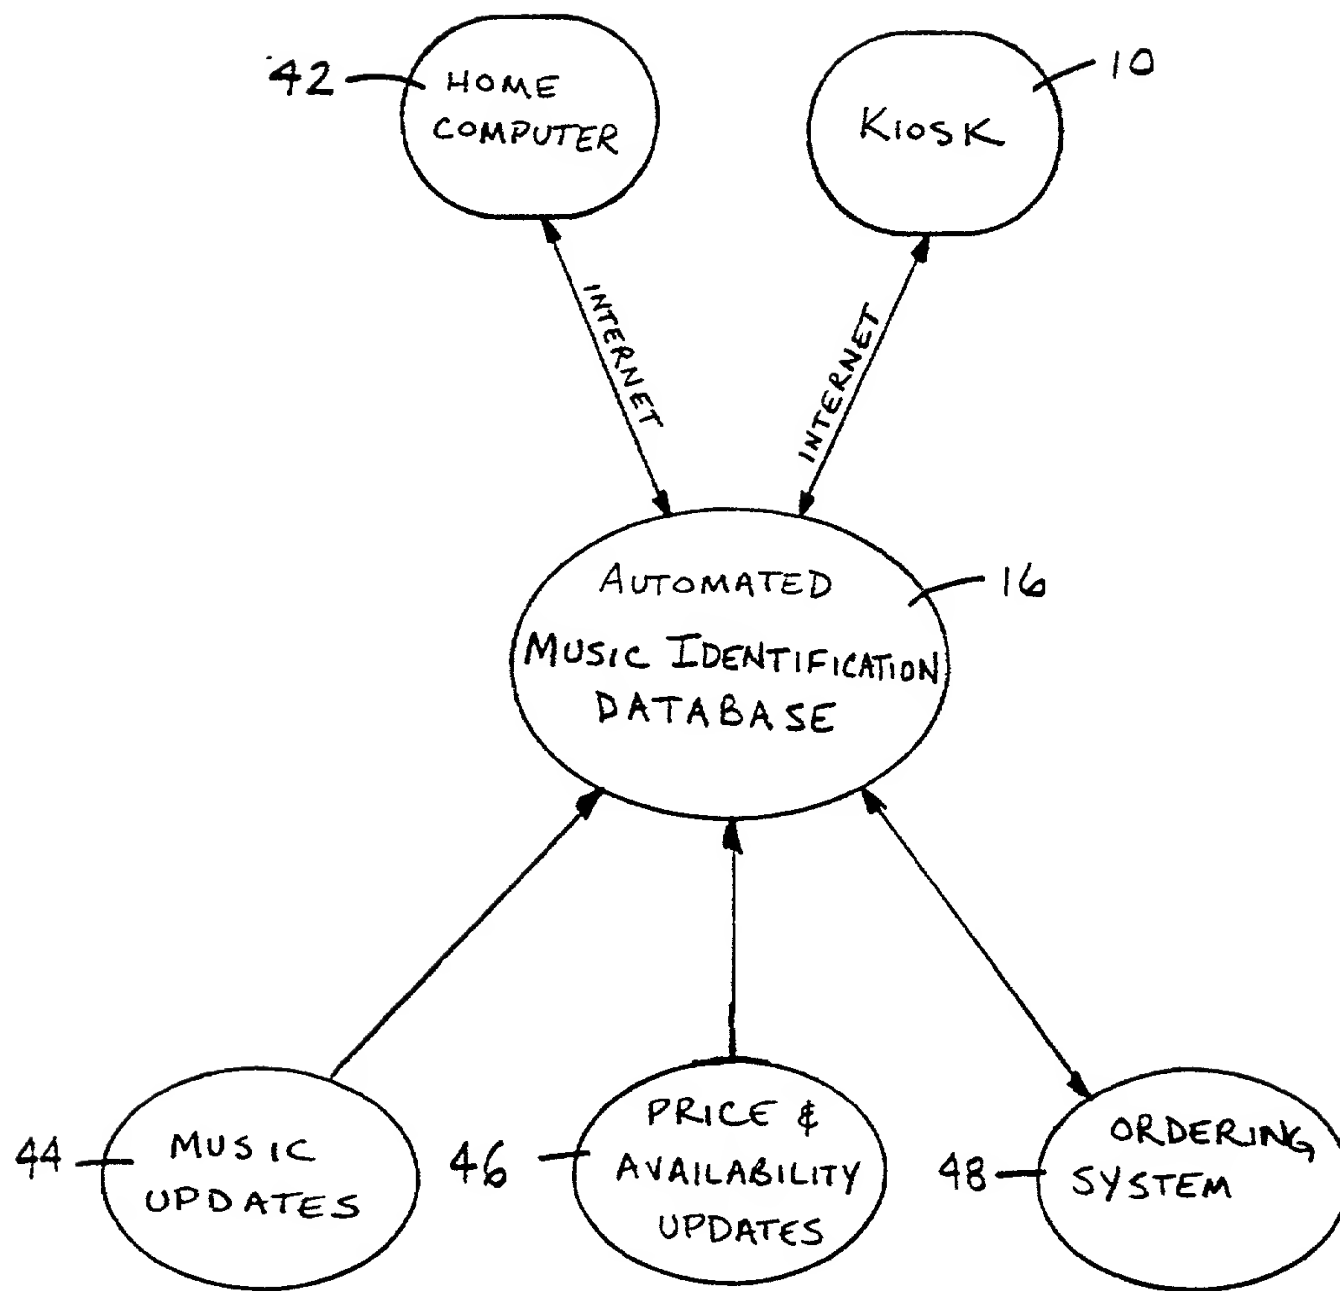 42
HOME
COMPUTER
10
KIOSK
INTERNET
INTERNET
AUTOMATED
MUSIC IDENTIFICATION
DATABASE
16
44
MUSIC
UPDATES
46
PRICE &
AVAILABILITY
UPDATES
48
ORDERING
SYSTEM